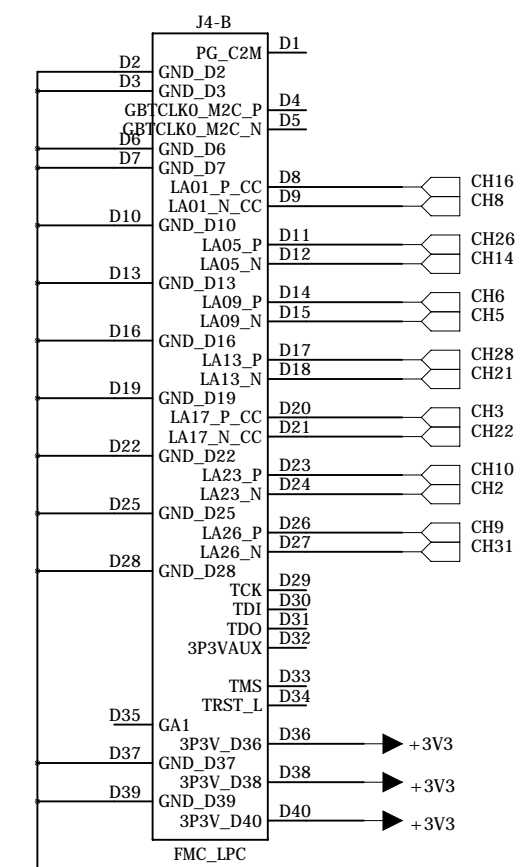 J4-B
PG_C2M D1
D2 GND_D2
D3 GND_D3
GBTCLK0_M2C_P D4
GBTCLK0_M2C_N D5
D6 GND_D6
D7 GND_D7
LA01_P_CC D8 CH16
LA01_N_CC D9 CH8
D10 GND_D10
LA05_P D11 CH26
LA05_N D12 CH14
D13 GND_D13
LA09_P D14 CH6
LA09_N D15 CH5
D16 GND_D16
LA13_P D17 CH28
LA13_N D18 CH21
D19 GND_D19
LA17_P_CC D20 CH3
LA17_N_CC D21 CH22
D22 GND_D22
LA23_P D23 CH10
LA23_N D24 CH2
D25 GND_D25
LA26_P D26 CH9
LA26_N D27 CH31
D28 GND_D28
TCK D29
TDI D30
TDO D31
3P3VAUX D32
TMS D33
TRST_L D34
D35 GA1
3P3V_D36 D36 +3V3
D37 GND_D37
3P3V_D38 D38 +3V3
D39 GND_D39
3P3V_D40 D40 +3V3
FMC_LPC